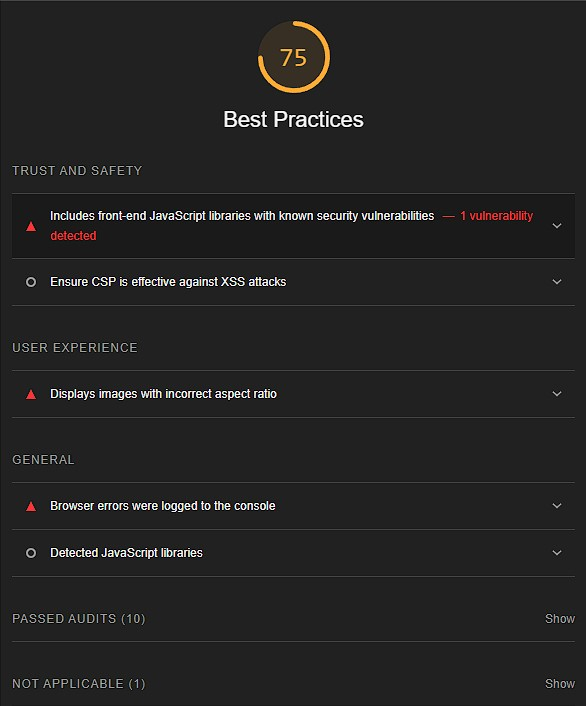 75
Best Practices
TRUST AND SAFETY
Includes front-end JavaScript libraries with known security vulnerabilities — 1 vulnerability
detected
Ensure CSP is effective against XSS attacks
USER EXPERIENCE
Displays images with incorrect aspect ratio
GENERAL
Browser errors were logged to the console
Detected JavaScript libraries
PASSED AUDITS (10) Show
NOT APPLICABLE (1) Show